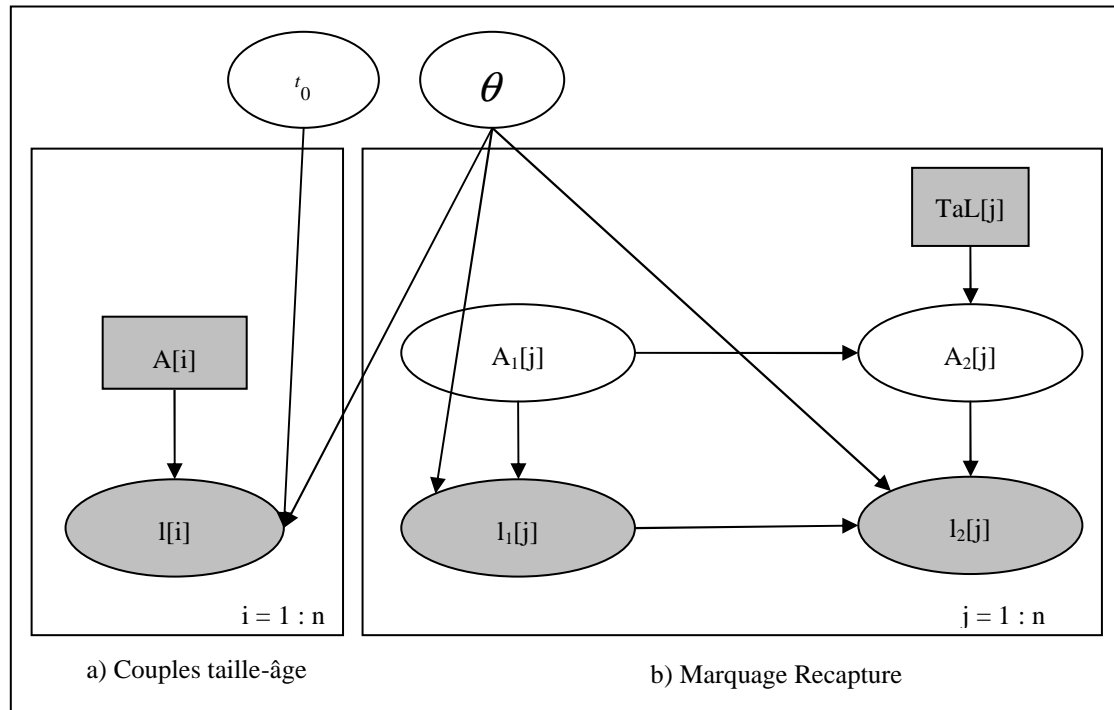 t₀
θ
TaL[j]
A[i]
A₁[j]
A₂[j]
l[i]
l₁[j]
l₂[j]
i = 1 : n
j = 1 : n
a) Couples taille-âge
b) Marquage Recapture